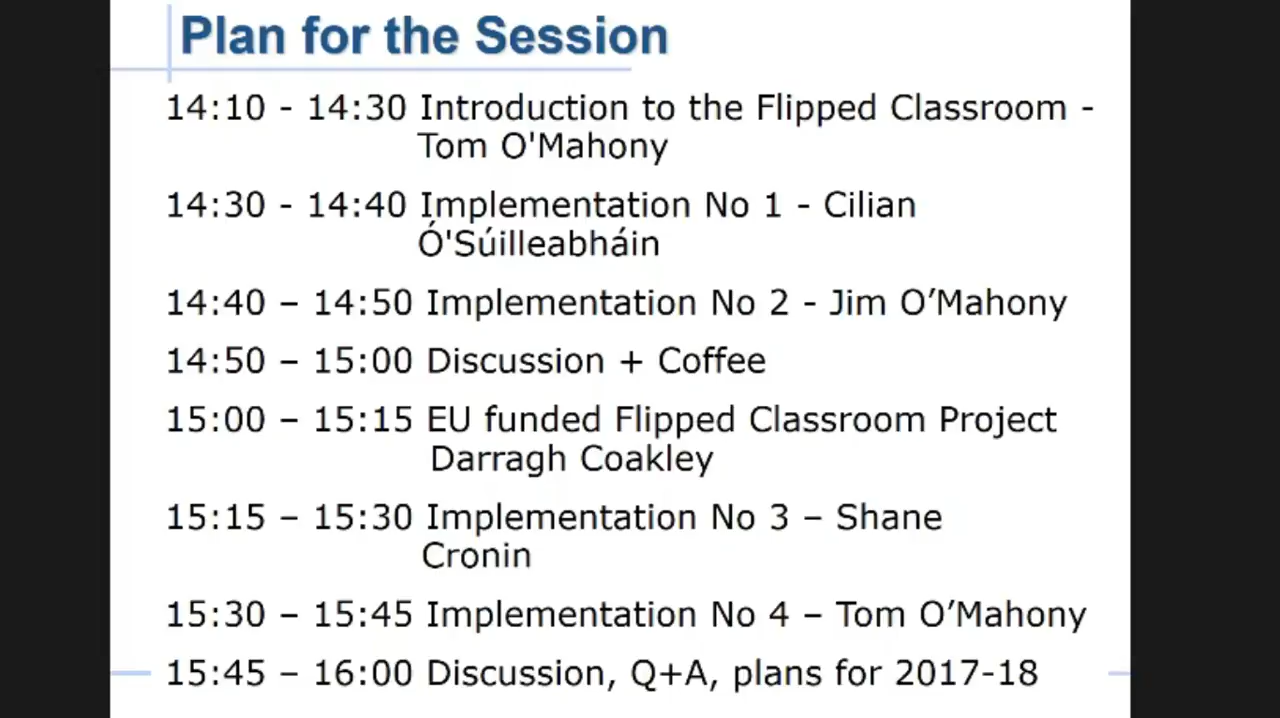 Plan for the Session
14:10 - 14:30 Introduction to the Flipped Classroom -
Tom O'Mahony
14:30 - 14:40 Implementation No 1 - Cilian
Ó'Súilleabháin
14:40 – 14:50 Implementation No 2 - Jim O’Mahony
14:50 – 15:00 Discussion + Coffee
15:00 – 15:15 EU funded Flipped Classroom Project
Darragh Coakley
15:15 – 15:30 Implementation No 3 – Shane
Cronin
15:30 – 15:45 Implementation No 4 – Tom O’Mahony
15:45 – 16:00 Discussion, Q+A, plans for 2017-18